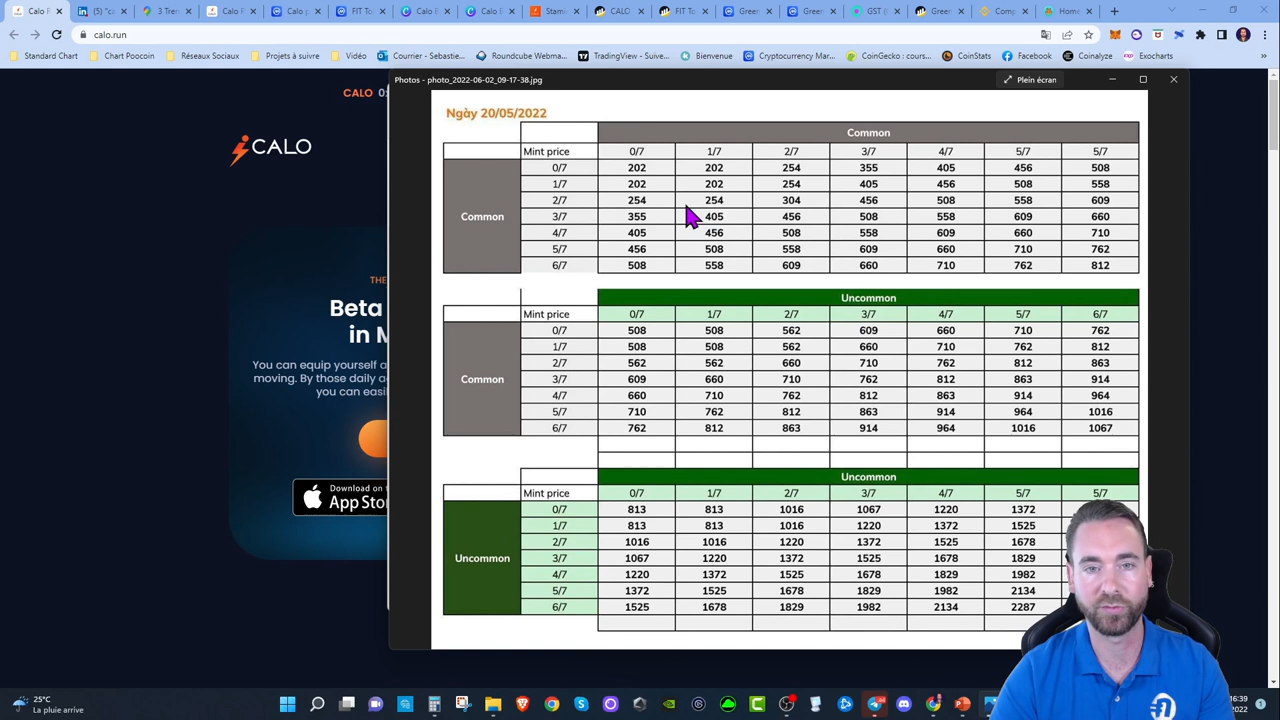 calo.run
Standard Chart
Chart Poocoin
Réseaux Sociaux
Projets à suivre
Vidéo
Courrier - Sebastie...
Roundcube Webma...
TradingView - Suive...
Bienvenue
Cryptocurrency Mar...
CoinGecko : cours...
CoinStats
Facebook
Coinalyze
Exocharts
Photos - photo_2022-06-02_09-17-38.jpg
Plein écran
CALO
CALO
THE
Beta
in M
You can equip yourself a
moving. By those daily a
you can easi
Download on t
App Stor
Ngày 20/05/2022
Common
Mint price 0/7 1/7 2/7 3/7 4/7 5/7 5/7
0/7 202 202 254 355 405 456 508
1/7 202 202 254 405 456 508 558
2/7 254 254 304 456 508 558 609
Common 3/7 355 405 456 508 558 609 660
4/7 405 456 508 558 609 660 710
5/7 456 508 558 609 660 710 762
6/7 508 558 609 660 710 762 812
Uncommon
Mint price 0/7 1/7 2/7 3/7 4/7 5/7 6/7
0/7 508 508 562 609 660 710 762
1/7 508 508 562 660 710 762 812
2/7 562 562 660 710 762 812 863
Common 3/7 609 660 710 762 812 863 914
4/7 660 710 762 812 863 914 964
5/7 710 762 812 863 914 964 1016
6/7 762 812 863 914 964 1016 1067
Uncommon
Mint price 0/7 1/7 2/7 3/7 4/7 5/7 5/7
0/7 813 813 1016 1067 1220 1372
1/7 813 813 1016 1220 1372 1525
2/7 1016 1016 1220 1372 1525 1678
Uncommon 3/7 1067 1220 1372 1525 1678 1829
4/7 1220 1372 1525 1678 1829 1982
5/7 1372 1525 1678 1829 1982 2134
6/7 1525 1678 1829 1982 2134 2287
25°C
La pluie arrive
16:39
2022